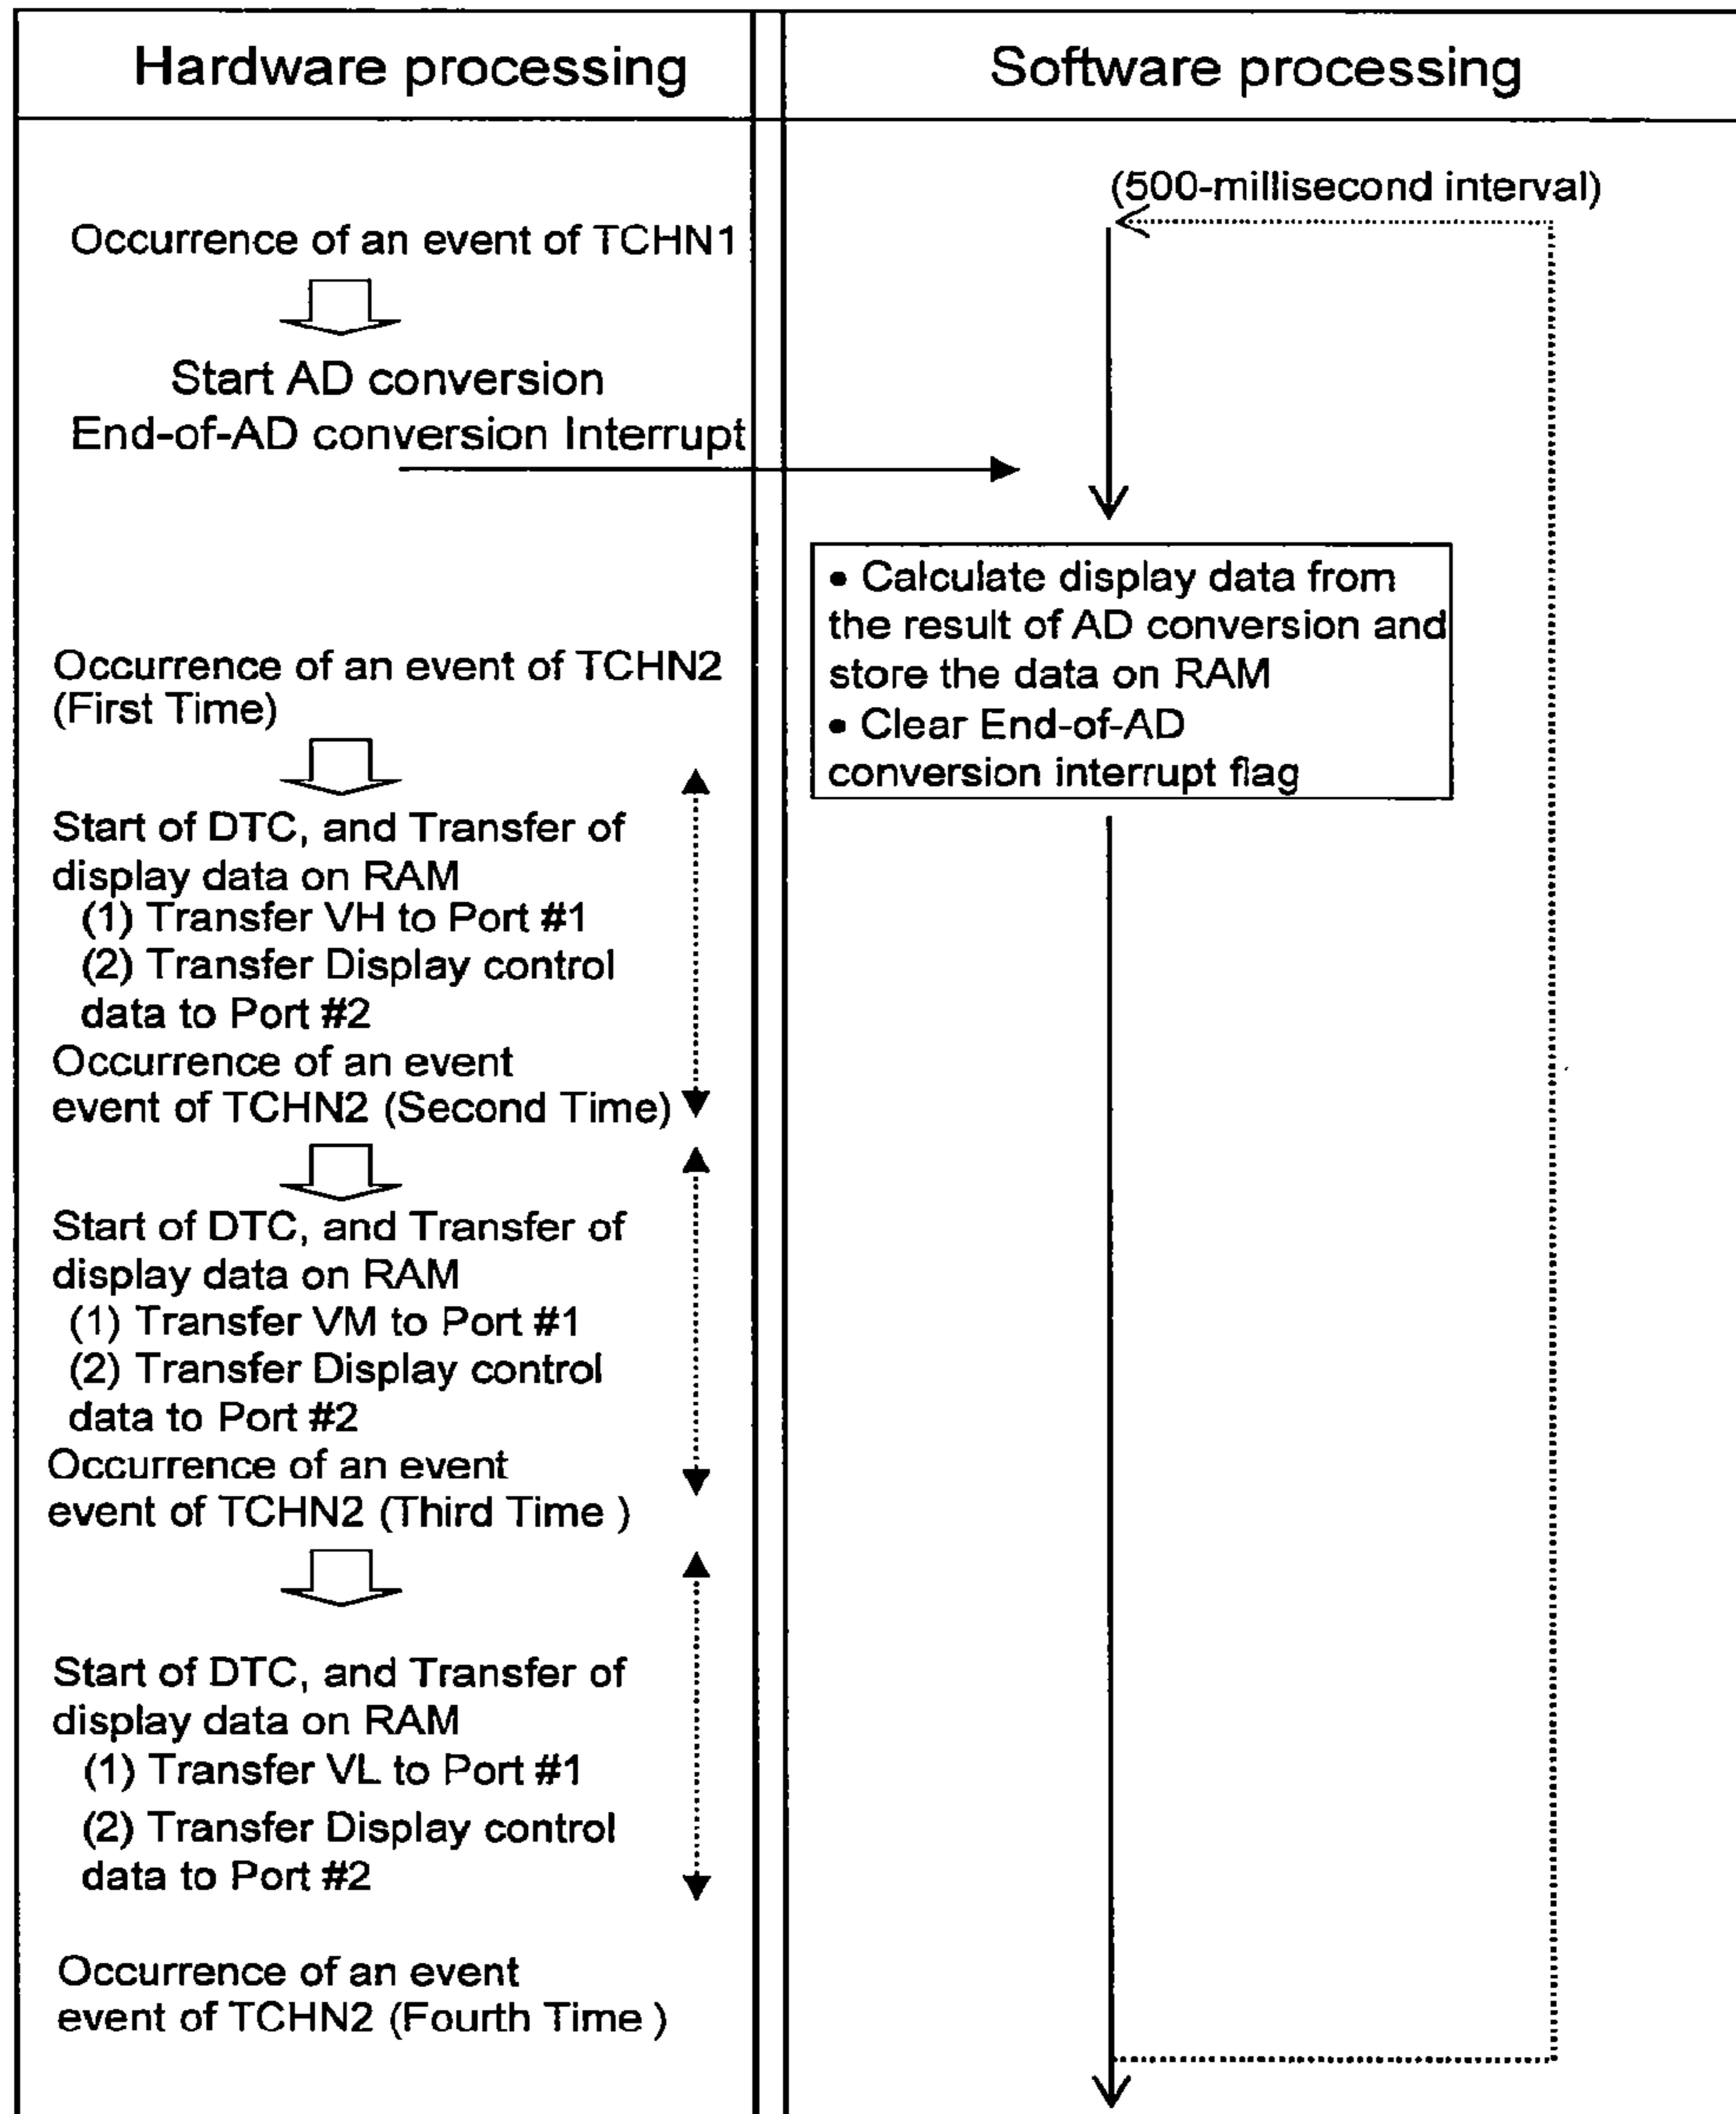 Hardware processing
Software processing
Occurrence of an event of TCHN1
Start AD conversion
End-of-AD conversion Interrupt
Occurrence of an event of TCHN2
(First Time)
Start of DTC, and Transfer of
display data on RAM
(1) Transfer VH to Port #1
(2) Transfer Display control
data to Port #2
Occurrence of an event
event of TCHN2 (Second Time)
Start of DTC, and Transfer of
display data on RAM
(1) Transfer VM to Port #1
(2) Transfer Display control
data to Port #2
Occurrence of an event
event of TCHN2 (Third Time )
Start of DTC, and Transfer of
display data on RAM
(1) Transfer VL to Port #1
(2) Transfer Display control
data to Port #2
Occurrence of an event
event of TCHN2 (Fourth Time )
(500-millisecond interval)
• Calculate display data from
the result of AD conversion and
store the data on RAM
• Clear End-of-AD
conversion interrupt flag